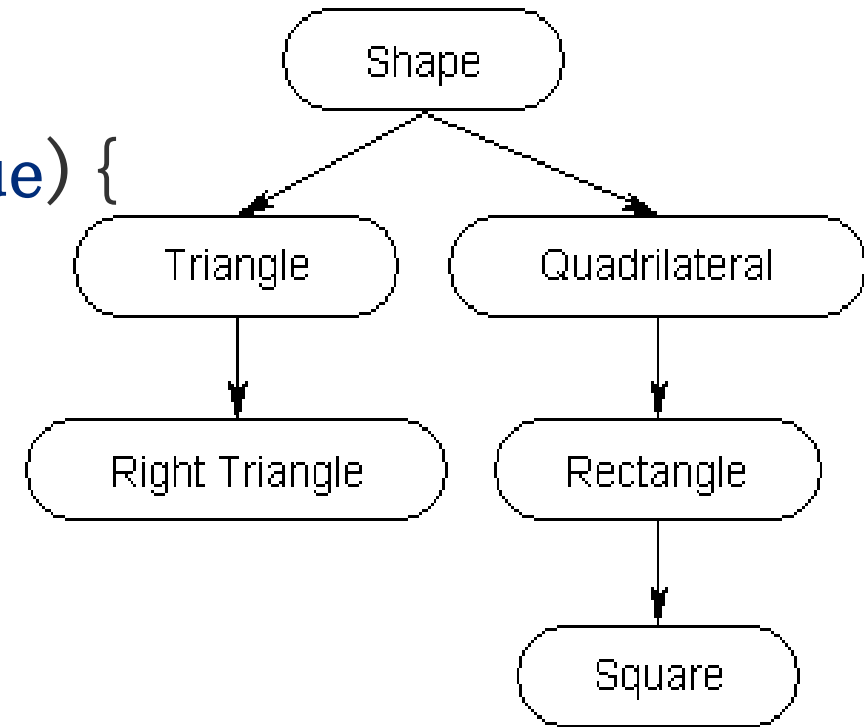 Shape
ue) {
Triangle Quadrilateral
Right Triangle Rectangle
Square